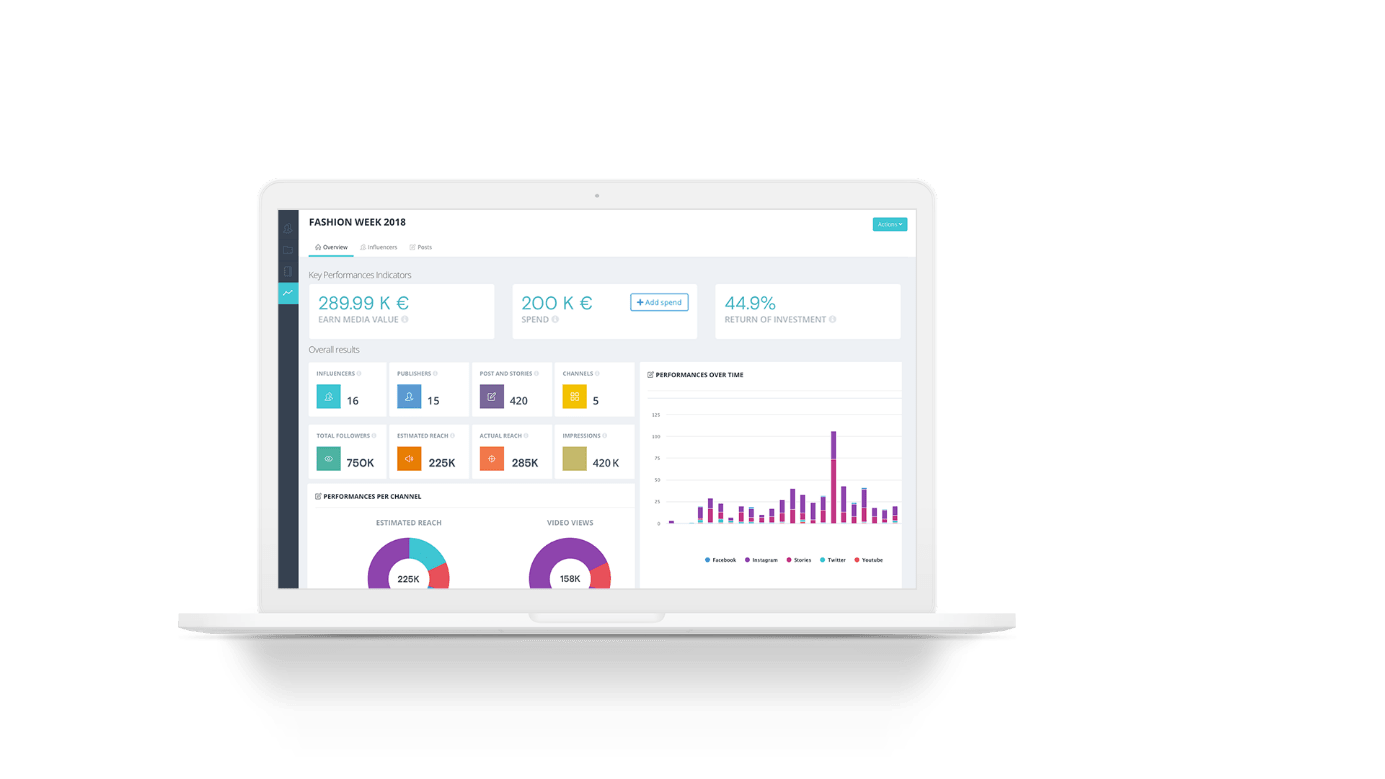 FASHION WEEK 2018
Actions
Overview Influencers Posts
Key Performances Indicators
289.99 K €
EARN MEDIA VALUE
200 K €
SPEND
+ Add spend
44.9%
RETURN OF INVESTMENT
Overall results
INFLUENCERS
16
PUBLISHERS
15
POST AND STORIES
420
CHANNELS
5
TOTAL FOLLOWERS
750K
ESTIMATED REACH
225K
ACTUAL REACH
285K
IMPRESSIONS
420 K
PERFORMANCES PER CHANNEL
ESTIMATED REACH
225K
VIDEO VIEWS
158K
PERFORMANCES OVER TIME
125
100
75
50
25
0
Facebook Instagram Stories Twitter Youtube